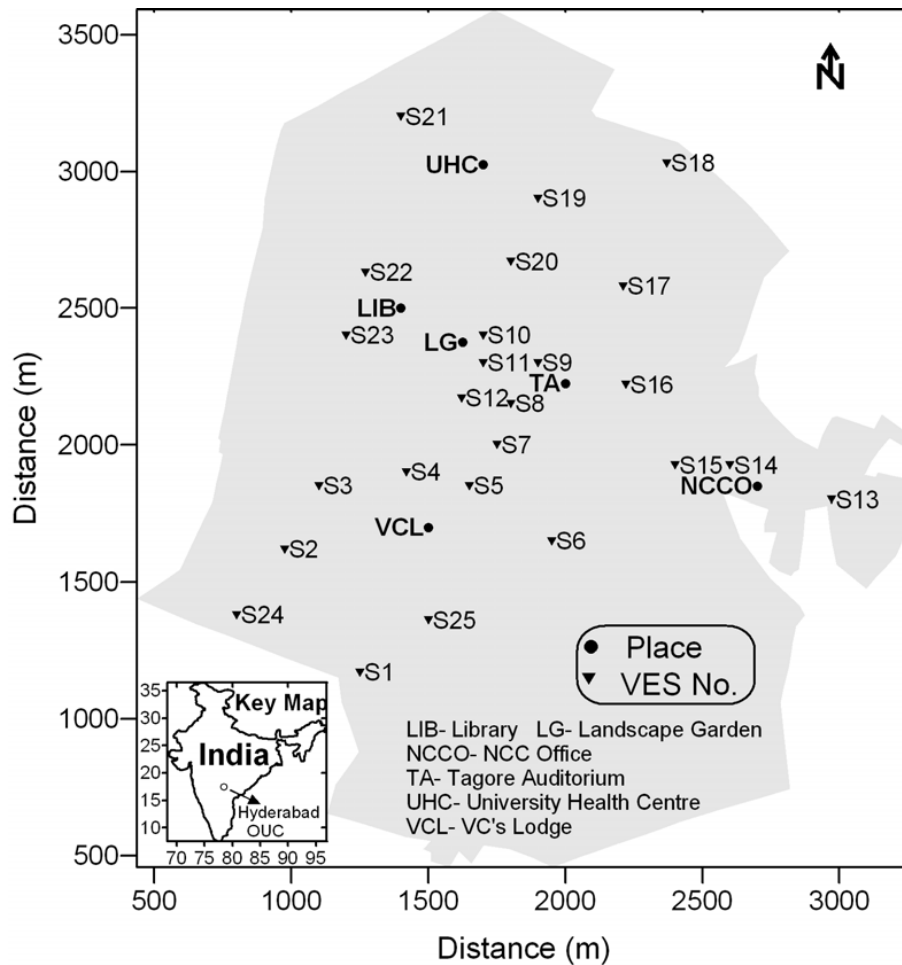 3500
3000
2500
2000
1500
1000
500
Distance (m)
N
S21
UHC
S18
S19
S20
S22
S17
LIB
S23
S10
LG
S11
S9
TA
S16
S12
S8
S7
S4
S15
S14
S3
S5
NCCO
S13
VCL
S6
S2
S24
S25
S1
Place
VES No.
LIB- Library LG- Landscape Garden
NCCO- NCC Office
TA- Tagore Auditorium
UHC- University Health Centre
VCL- VC's Lodge
Key Map
India
Hyderabad
OUC
35
30
25
20
15
10
70 75 80 85 90 95
500 1000 1500 2000 2500 3000
Distance (m)